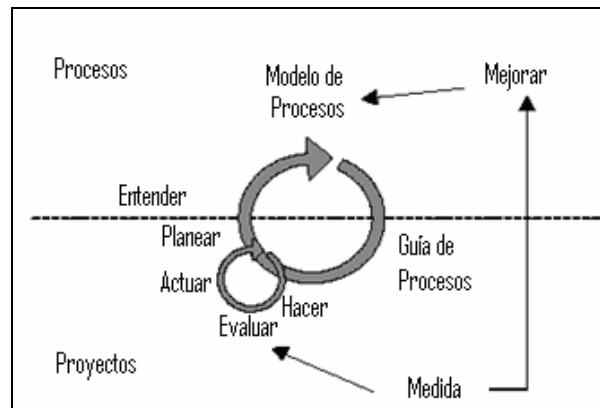 Procesos
Modelo de
Procesos
Mejorar
Entender
Planear
Guía de
Procesos
Actuar
Hacer
Evaluar
Proyectos
Medida